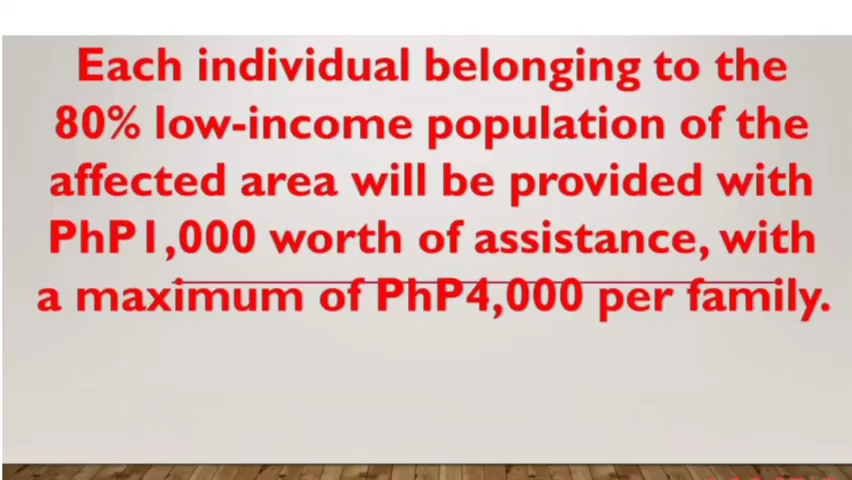 Each individual belonging to the
80% low-income population of the
affected area will be provided with
PhP1,000 worth of assistance, with
a maximum of PhP4,000 per family.